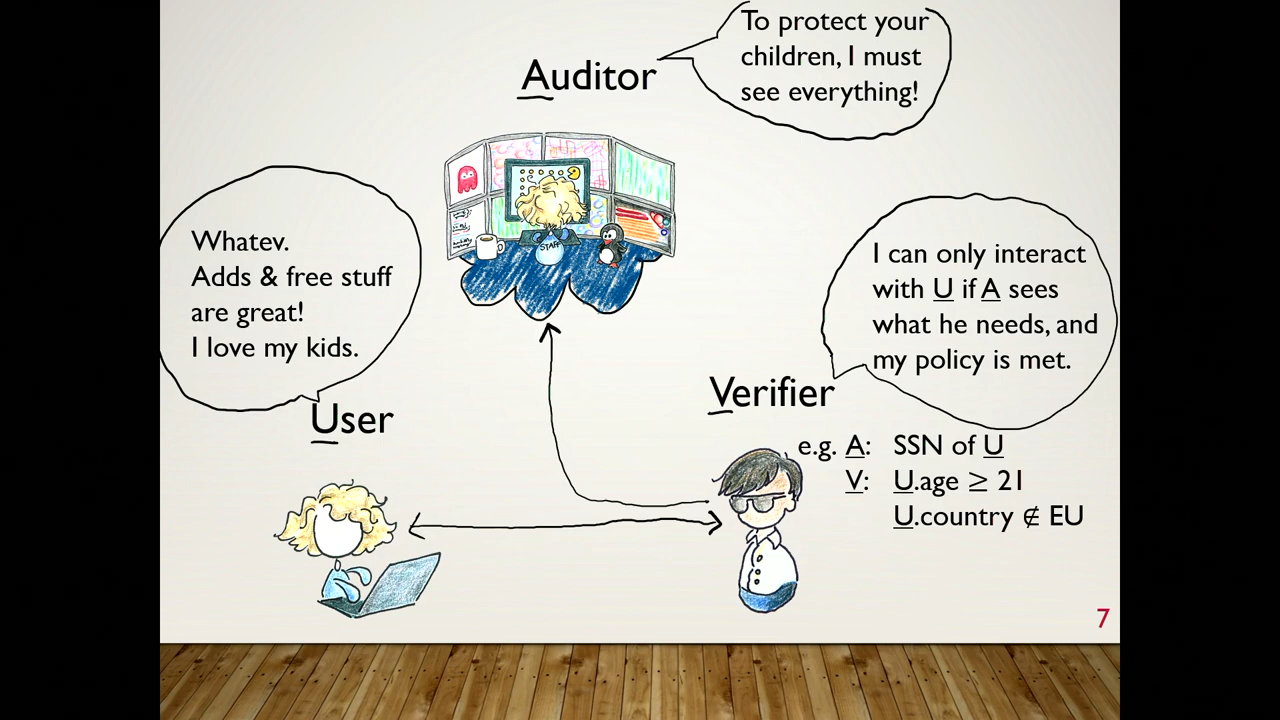 To protect your
children, I must
see everything!
Auditor
STAFF
Whatev.
Adds & free stuff
are great!
I love my kids.
User
I can only interact
with U if A sees
what he needs, and
my policy is met.
Verifier
e.g. A: SSN of U
V: U.age ≥ 21
U.country ∉ EU
7